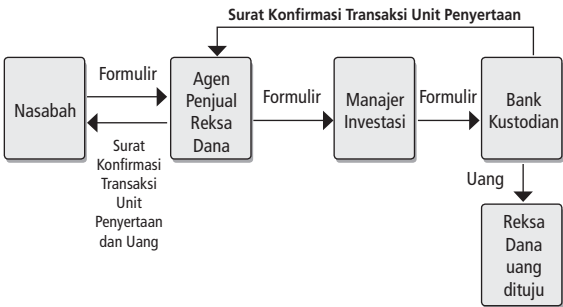 Surat Konfirmasi Transaksi Unit Penyertaan
Nasabah
Formulir
Surat
Konfirmasi
Transaksi
Unit
Penyertaan
dan Uang
Agen
Penjual
Reksa
Dana
Formulir
Manajer
Investasi
Formulir
Bank
Kustodian
Uang
Reksa
Dana
uang
dituju